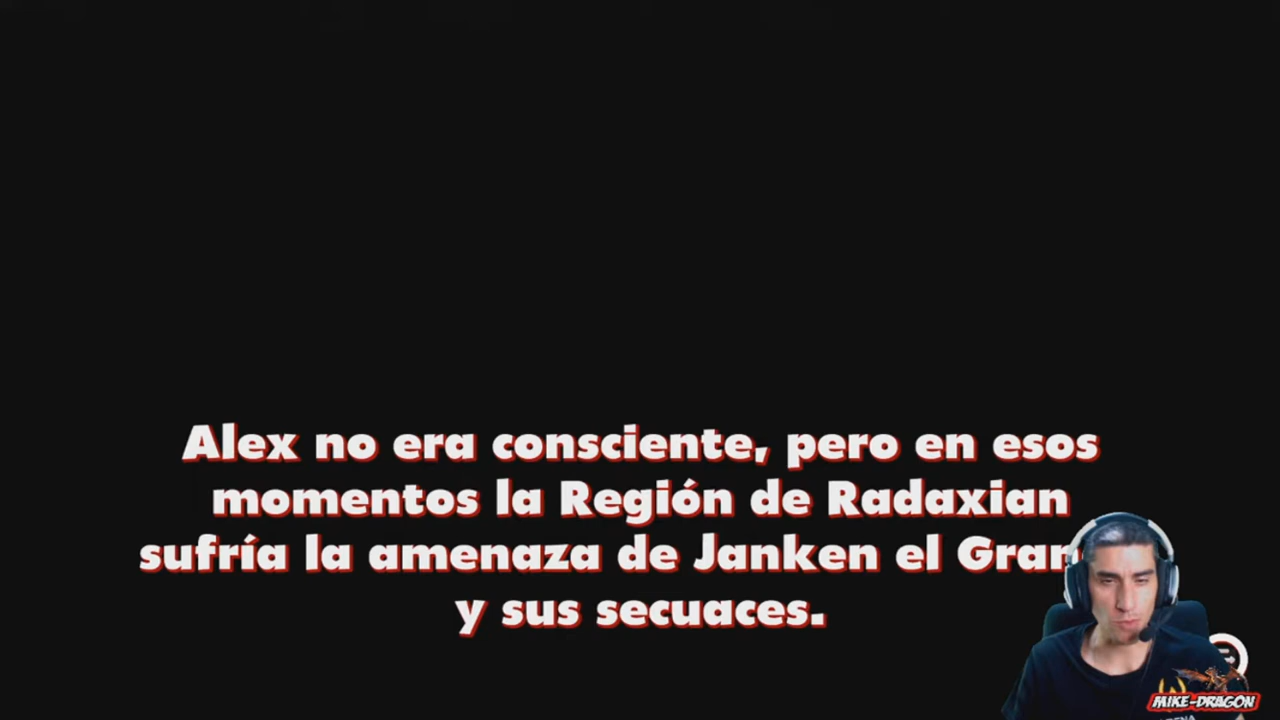 Alex no era consciente, pero en esos
momentos la Región de Radaxian
sufría la amenaza de Janken el
y sus secuaces.
MIKE-DRAGON